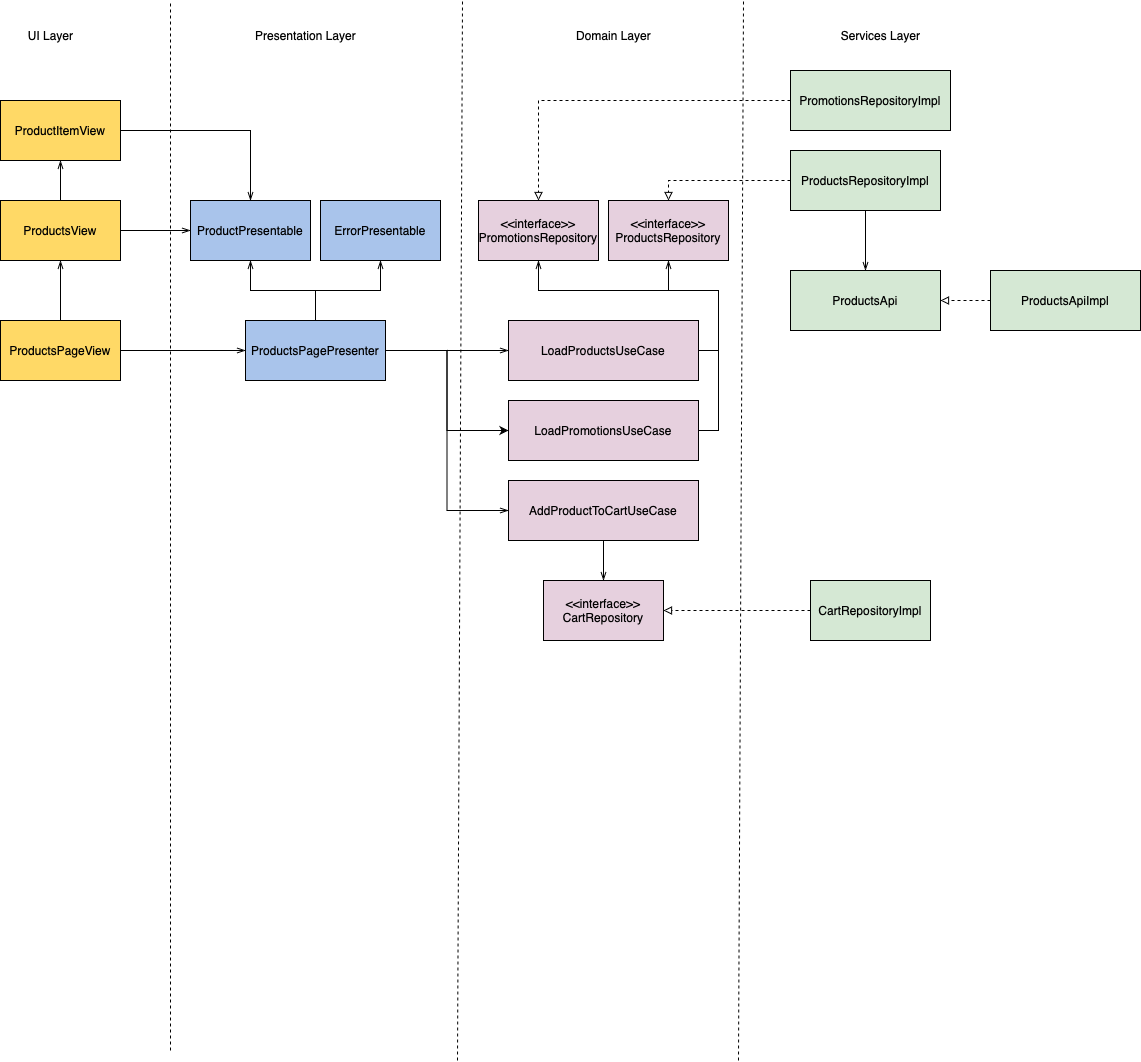 UI Layer
Presentation Layer
Domain Layer
Services Layer
PromotionsRepositoryImpl
ProductItemView
ProductsRepositoryImpl
ProductsView
ProductPresentable
ErrorPresentable
<<interface>>
PromotionsRepository
<<interface>>
ProductsRepository
ProductsApi
ProductsApiImpl
ProductsPageView
ProductsPagePresenter
LoadProductsUseCase
LoadPromotionsUseCase
AddProductToCartUseCase
<<interface>>
CartRepository
CartRepositoryImpl